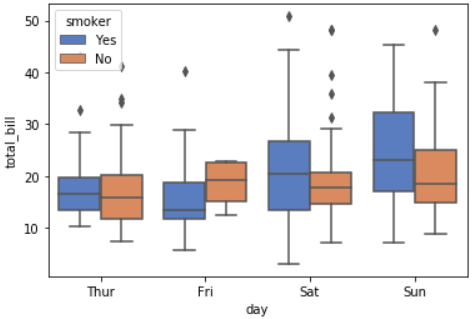 smoker
Yes
No
50
40
30
20
10
total_bill
Thur Fri Sat Sun
day